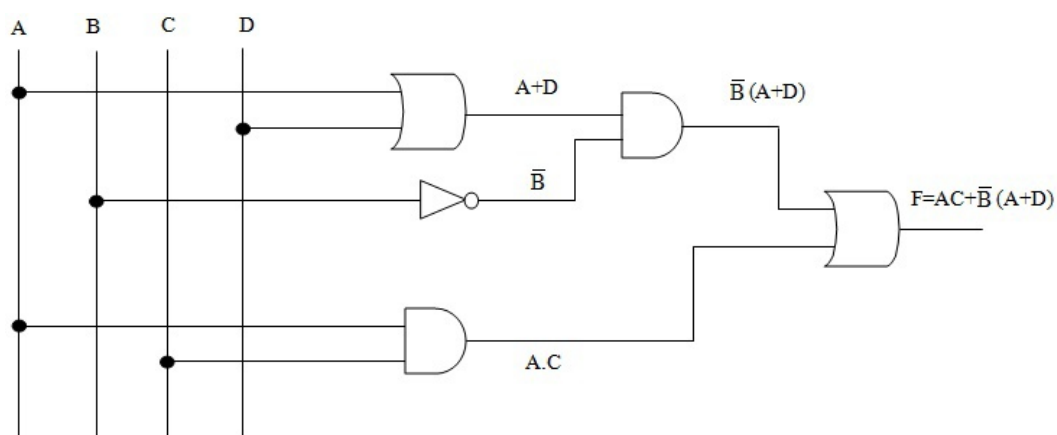 A B C D
A+D
B̅ (A+D)
B̅
F=AC+B̅ (A+D)
A.C